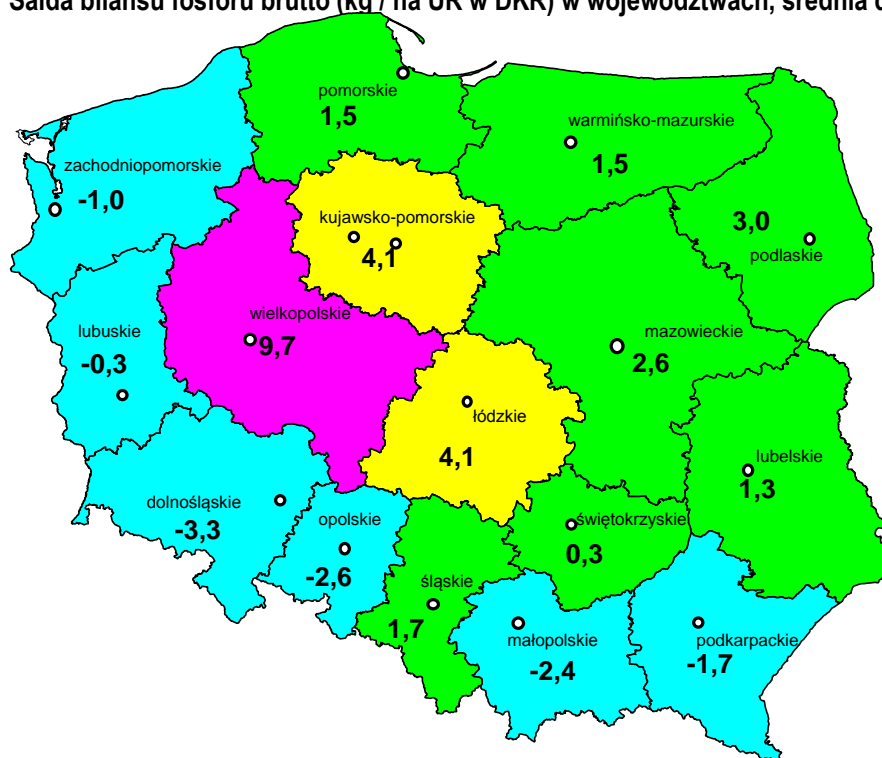 Salda bilansu fosforu brutto (kg / ha UR w DKR) w województwach, średnia
pomorskie
1,5
warmińsko-mazurskie
1,5
zachodniopomorskie
-1,0
kujawsko-pomorskie
4,1
3,0
podlaskie
wielkopolskie
9,7
lubuskie
-0,3
mazowieckie
2,6
łódzkie
4,1
lubelskie
1,3
dolnośląskie
-3,3
opolskie
-2,6
świętokrzyskie
0,3
śląskie
1,7
małopolskie
-2,4
podkarpackie
-1,7